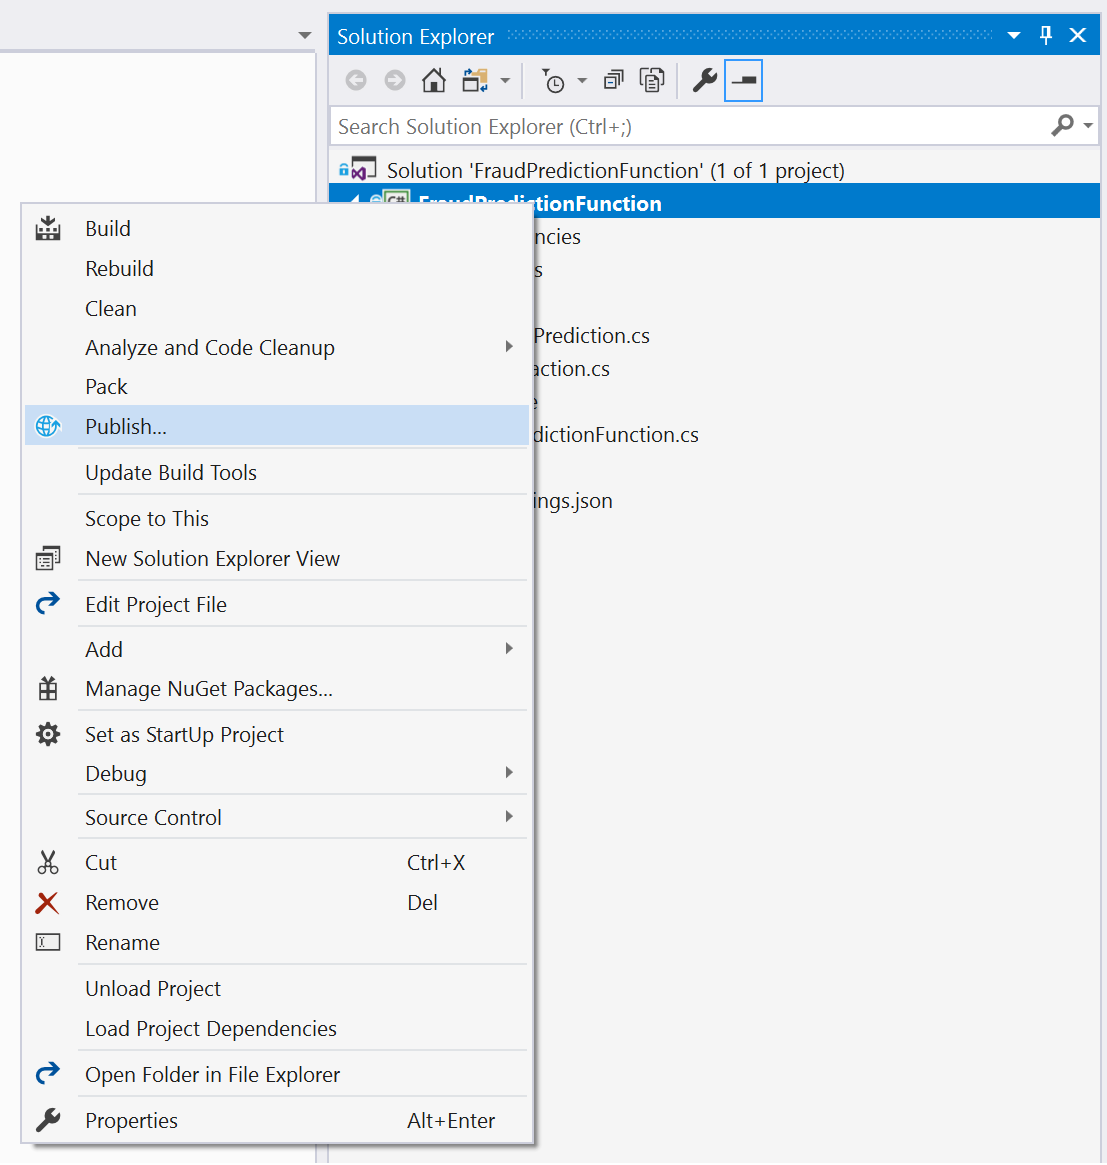 Solution Explorer
Search Solution Explorer (Ctrl+;)
Solution 'FraudPredictionFunction' (1 of 1 project)
C# FraudPredictionFunction
ncies
s
Prediction.cs
action.cs
e
dictionFunction.cs
ings.json
Build
Rebuild
Clean
Analyze and Code Cleanup
Pack
Publish...
Update Build Tools
Scope to This
New Solution Explorer View
Edit Project File
Add
Manage NuGet Packages...
Set as StartUp Project
Debug
Source Control
Cut Ctrl+X
Remove Del
Rename
Unload Project
Load Project Dependencies
Open Folder in File Explorer
Properties Alt+Enter